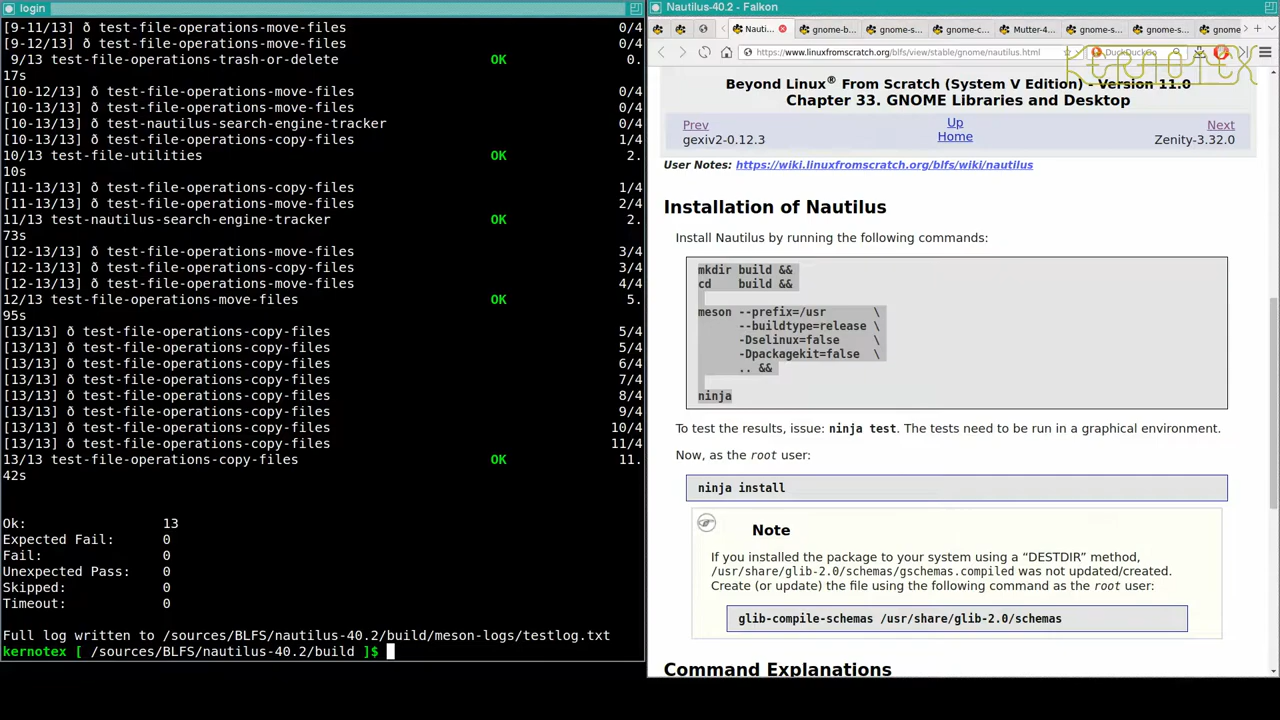 login
[9-11/13] ð test-file-operations-move-files 0/4
[9-12/13] ð test-file-operations-move-files 0/4
9/13 test-file-operations-trash-or-delete OK 0.
17s
[10-12/13] ð test-file-operations-move-files 0/4
[10-13/13] ð test-file-operations-move-files 0/4
[10-13/13] ð test-nautilus-search-engine-tracker 0/4
[10-13/13] ð test-file-operations-copy-files 1/4
10/13 test-file-utilities OK 2.
10s
[11-13/13] ð test-file-operations-copy-files 1/4
[11-13/13] ð test-file-operations-move-files 2/4
11/13 test-nautilus-search-engine-tracker OK 2.
73s
[12-13/13] ð test-file-operations-move-files 3/4
[12-13/13] ð test-file-operations-copy-files 3/4
[12-13/13] ð test-file-operations-move-files 4/4
12/13 test-file-operations-move-files OK 5.
95s
[13/13] ð test-file-operations-copy-files 5/4
[13/13] ð test-file-operations-copy-files 5/4
[13/13] ð test-file-operations-copy-files 6/4
[13/13] ð test-file-operations-copy-files 7/4
[13/13] ð test-file-operations-copy-files 8/4
[13/13] ð test-file-operations-copy-files 9/4
[13/13] ð test-file-operations-copy-files 10/4
[13/13] ð test-file-operations-copy-files 11/4
13/13 test-file-operations-copy-files OK 11.
42s
Ok: 13
Expected Fail: 0
Fail: 0
Unexpected Pass: 0
Skipped: 0
Timeout: 0
Full log written to /sources/BLFS/nautilus-40.2/build/meson-logs/testlog.txt
kernotex [ /sources/BLFS/nautilus-40.2/build ]$
Nautilus-40.2 - Falkon
Nauti... gnome-b... gnome-s... gnome-c... Mutter-4... gnome-s... gnome-s... gnome
https://www.linuxfromscratch.org/blfs/view/stable/gnome/nautilus.html DuckDuckGo
KERNOTEX
Beyond Linux® From Scratch (System V Edition) - Version 11.0
Chapter 33. GNOME Libraries and Desktop
Prev Up Next
gexiv2-0.12.3 Home Zenity-3.32.0
User Notes: https://wiki.linuxfromscratch.org/blfs/wiki/nautilus
Installation of Nautilus
Install Nautilus by running the following commands:
mkdir build &&
cd build &&
meson --prefix=/usr \
--buildtype=release \
-Dselinux=false \
-Dpackagekit=false \
.. &&
ninja
To test the results, issue: ninja test. The tests need to be run in a graphical environment.
Now, as the root user:
ninja install
Note
If you installed the package to your system using a “DESTDIR” method,
/usr/share/glib-2.0/schemas/gschemas.compiled was not updated/created.
Create (or update) the file using the following command as the root user:
glib-compile-schemas /usr/share/glib-2.0/schemas
Command Explanations